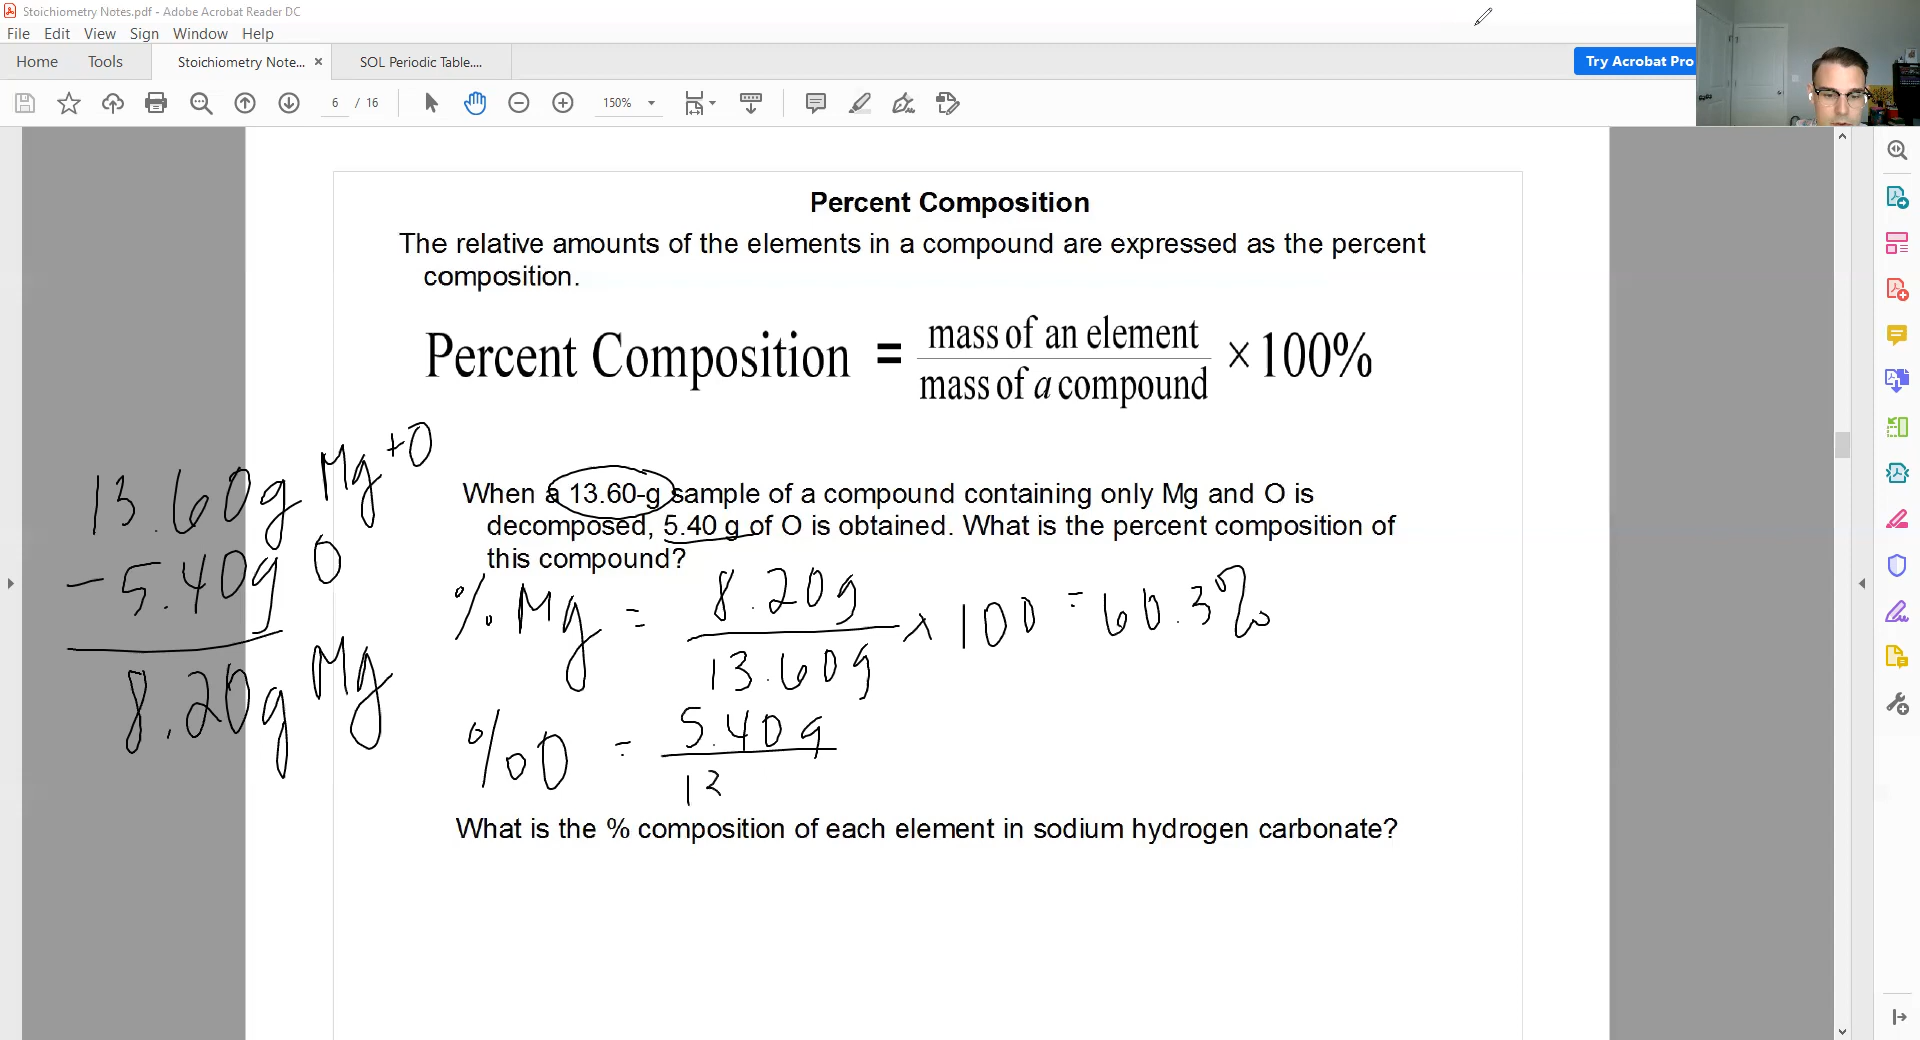 Stoichiometry Notes.pdf - Adobe Acrobat Reader DC
File Edit View Sign Window Help
Home Tools Stoichiometry Note... × SOL Periodic Table.... Try Acrobat Pro
6 / 16 150%
Percent Composition
The relative amounts of the elements in a compound are expressed as the percent
composition.
Percent Composition = mass of an element / mass of a compound × 100%
13.60g Mg+O
- 5.40g O
8.20g Mg
When a 13.60-g sample of a compound containing only Mg and O is
decomposed, 5.40 g of O is obtained. What is the percent composition of
this compound?
% Mg = 8.20g / 13.60g × 100 = 60.3%
%O = 5.40g / 13
What is the % composition of each element in sodium hydrogen carbonate?